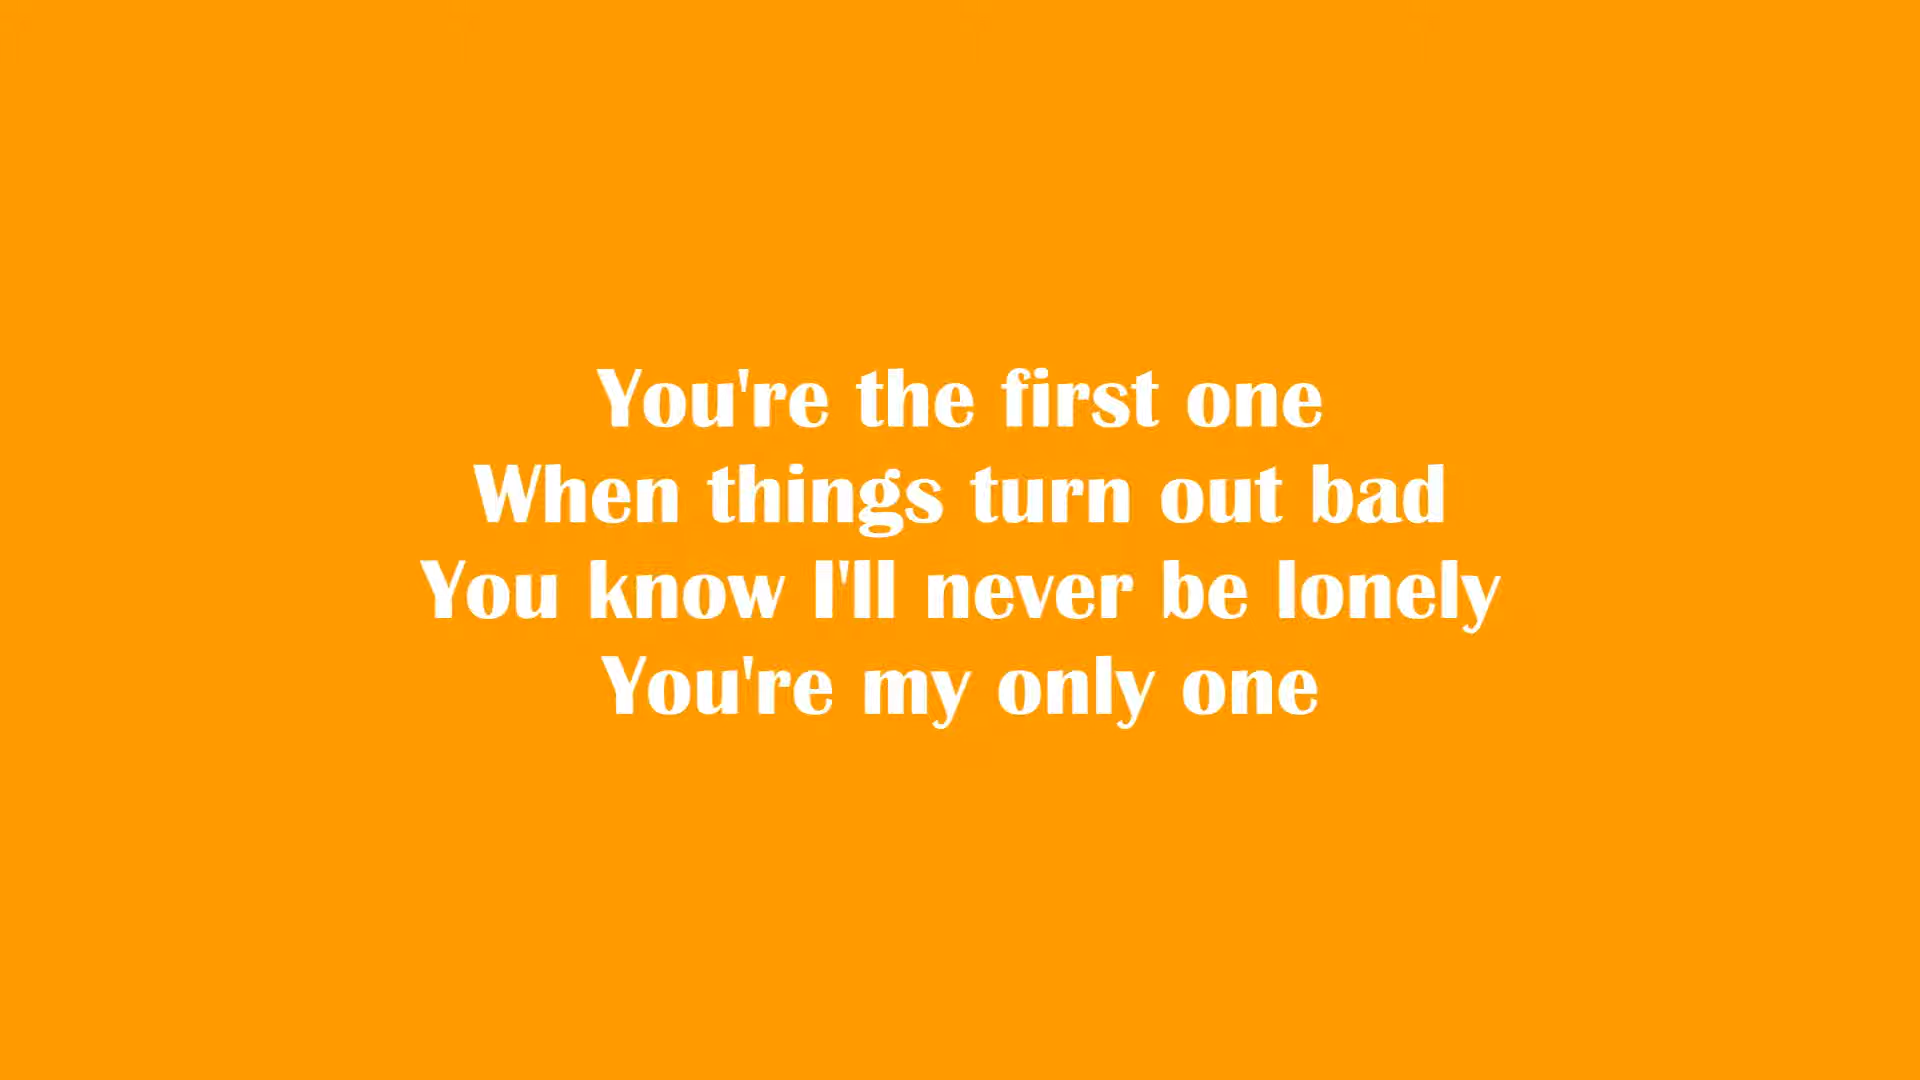 You're the first one
When things turn out bad
You know I'll never be lonely
You're my only one